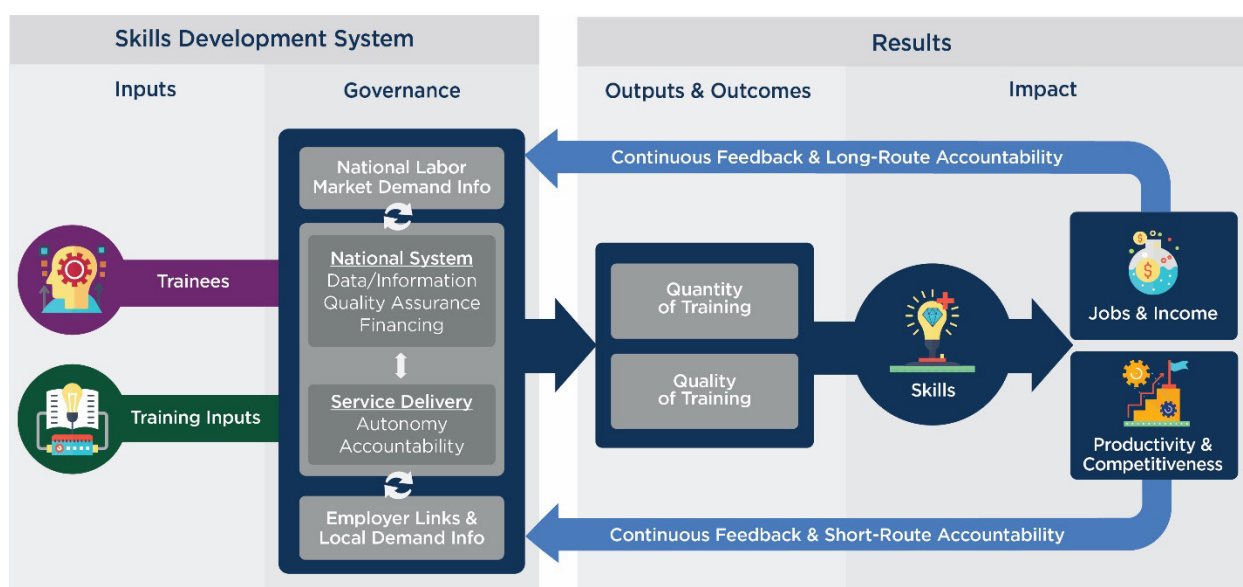 Skills Development System
Results
Inputs
Governance
Outputs & Outcomes
Impact
Continuous Feedback & Long-Route Accountability
National Labor
Market Demand Info
Trainees
National System
Data/Information
Quality Assurance
Financing
Quantity
of Training
Jobs & Income
Training Inputs
Service Delivery
Autonomy
Accountability
Quality
of Training
Skills
Productivity &
Competitiveness
Employer Links &
Local Demand Info
Continuous Feedback & Short-Route Accountability